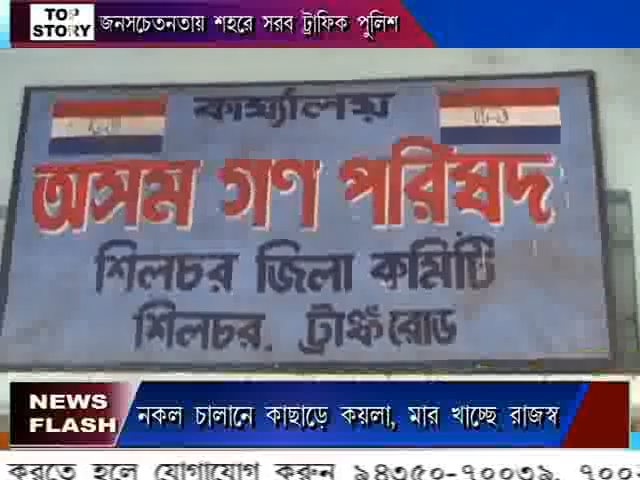 TOP STORY
জনসচেতনতায় শহরে সরব ট্রাফিক পুলিশ
কার্য্যালয়
অসম গণ পরিষদ
শিলচর জিলা কমিটি
শিলচর. ট্রাঙ্করোড
NEWS FLASH
নকল চালানে কাছাড়ে কয়লা, মার খাচ্ছে রাজস্ব
করতে হলে যোগাযোগ করুন ৯৪৩৫০-৭০০৩৯,